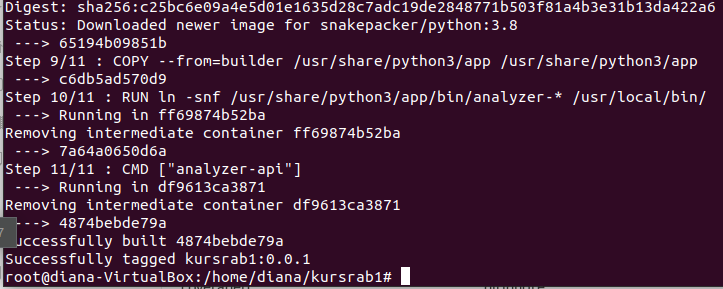 Digest: sha256:c25bc6e09a4e5d01e1635d28c7adc19de2848771b503f81a4b3e31b13da422a6
Status: Downloaded newer image for snakepacker/python:3.8
 ---> 65194b09851b
Step 9/11 : COPY --from=builder /usr/share/python3/app /usr/share/python3/app
 ---> c6db5ad570d9
Step 10/11 : RUN ln -snf /usr/share/python3/app/bin/analyzer-* /usr/local/bin/
 ---> Running in ff69874b52ba
Removing intermediate container ff69874b52ba
 ---> 7a64a0650d6a
Step 11/11 : CMD ["analyzer-api"]
 ---> Running in df9613ca3871
Removing intermediate container df9613ca3871
---> 4874bebde79a
uccessfully built 4874bebde79a
Successfully tagged kursrab1:0.0.1
root@diana-VirtualBox:/home/diana/kursrab1#